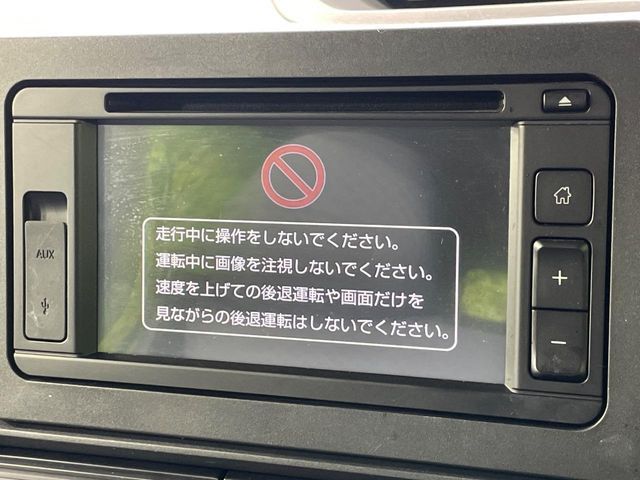 走行中に操作をしないでください。
運転中に画像を注視しないでください。
速度を上げての後退運転や画面だけを
見ながらの後退運転はしないでください。
AUX
+
−